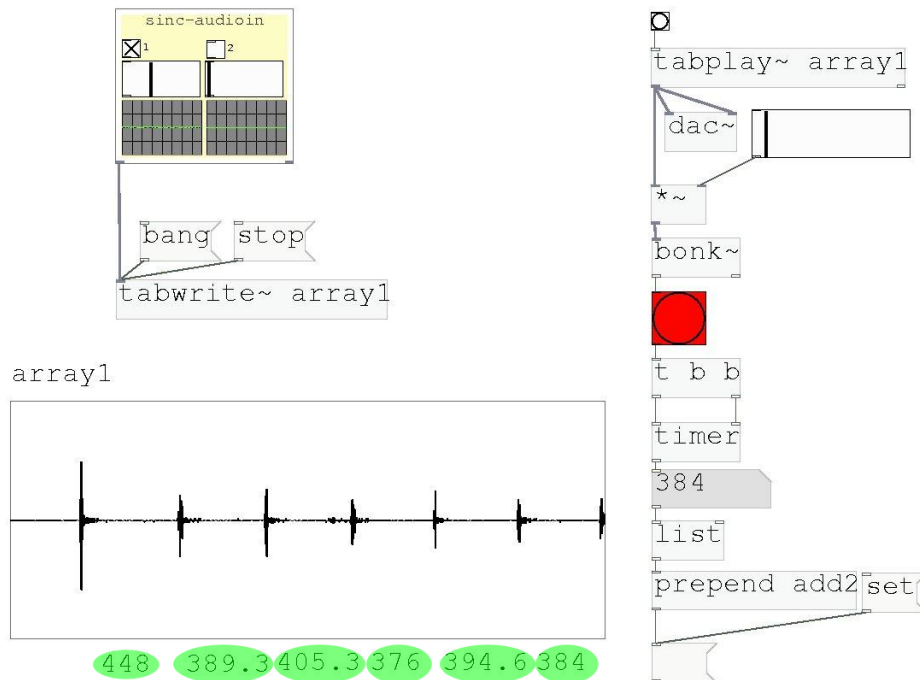 sinc-audioin
1 2
bang stop
tabwrite~ array1
array1
448 389.3 405.3 376 394.6 384
tabplay~ array1
dac~
*~
bonk~
t b b
timer
384
list
prepend add2 set